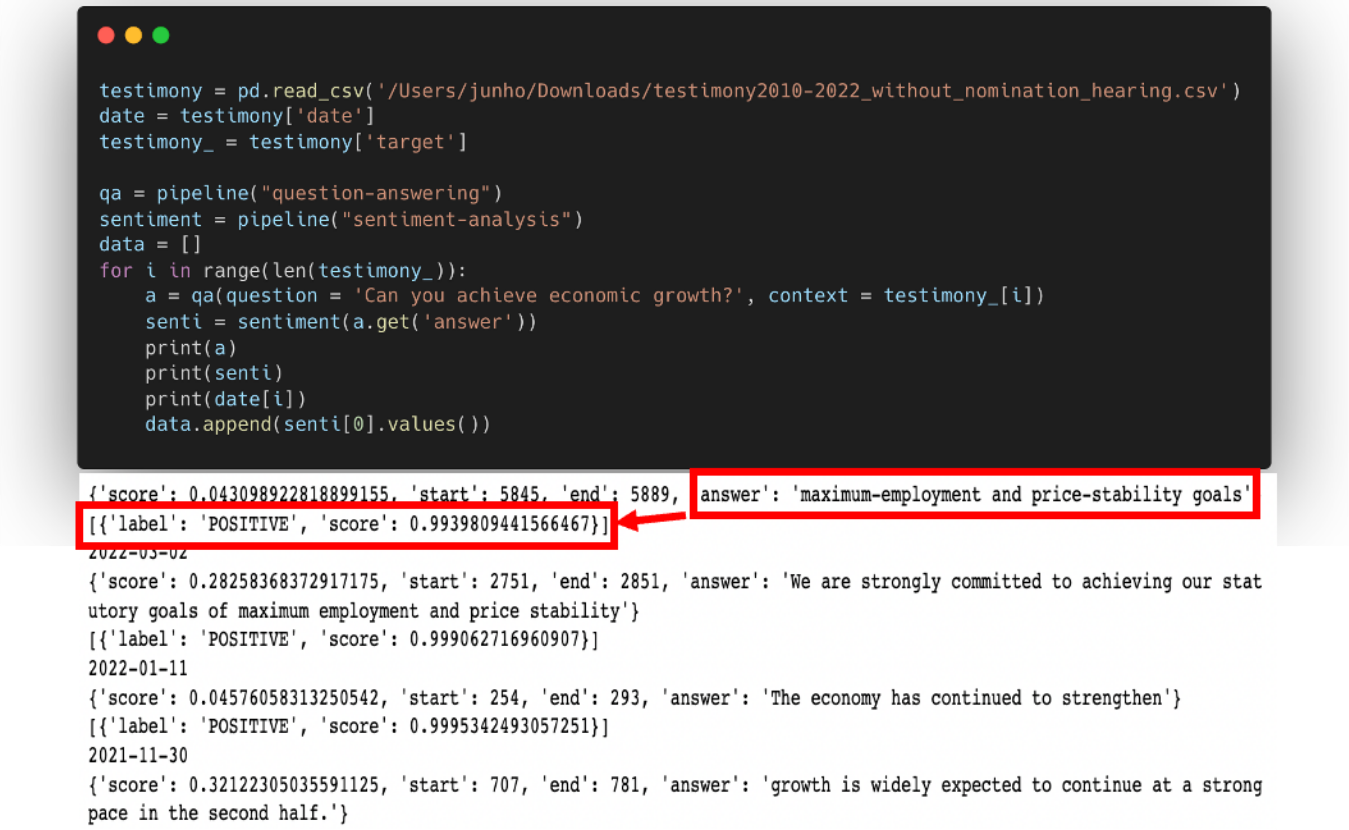 testimony = pd.read_csv('/Users/junho/Downloads/testimony2010-2022_without_nomination_hearing.csv')
date = testimony['date']
testimony_ = testimony['target']
qa = pipeline("question-answering")
sentiment = pipeline("sentiment-analysis")
data = []
for i in range(len(testimony_)):
    a = qa(question = 'Can you achieve economic growth?', context = testimony_[i])
    senti = sentiment(a.get('answer'))
    print(a)
    print(senti)
    print(date[i])
    data.append(senti[0].values())
{'score': 0.043098922818899155, 'start': 5845, 'end': 5889, answer': 'maximum-employment and price-stability goals'
[{'label': 'POSITIVE', 'score': 0.9939809441566467}]
2022-03-02
{'score': 0.28258368372917175, 'start': 2751, 'end': 2851, 'answer': 'We are strongly committed to achieving our stat
utory goals of maximum employment and price stability'}
[{'label': 'POSITIVE', 'score': 0.999062716960907}]
2022-01-11
{'score': 0.04576058313250542, 'start': 254, 'end': 293, 'answer': 'The economy has continued to strengthen'}
[{'label': 'POSITIVE', 'score': 0.9995342493057251}]
2021-11-30
{'score': 0.32122305035591125, 'start': 707, 'end': 781, 'answer': 'growth is widely expected to continue at a strong
pace in the second half.'}